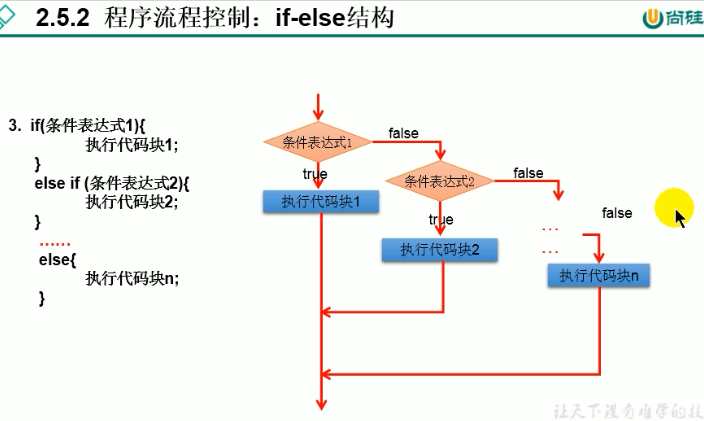 2.5.2 程序流程控制：if-else结构
尚硅
3. if(条件表达式1){
执行代码块1;
}
else if (条件表达式2){
执行代码块2;
}
……
else{
执行代码块n;
}
条件表达式1
false
true
执行代码块1
条件表达式2
false
true
执行代码块2
...
...
false
执行代码块n
让天下没有难学的技